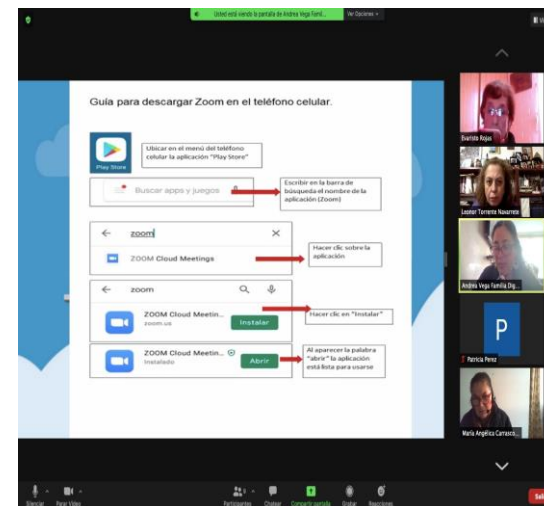 Usted está viendo la pantalla de Andrea Vega Famil...
Ver Opciones
Guía para descargar Zoom en el teléfono celular.
Play Store
Ubicar en el menú del teléfono
celular la aplicación "Play Store"
Buscar apps y juegos
Escribir en la barra de
búsqueda el nombre de la
aplicación (Zoom)
zoom
ZOOM Cloud Meetings
Hacer clic sobre la
aplicación
zoom
ZOOM Cloud Meetin...
zoom.us
Instalar
Hacer clic en "Instalar"
ZOOM Cloud Meetin...
Instalado
Abrir
Al aparecer la palabra
"abrir" la aplicación
está lista para usarse
Evaristo Rojas
Leonor Torrente Navarrete
Andrea Vega Familia Dig...
P
Patricia Perez
María Angélica Carrasco...
Silenciar
Parar Vídeo
Participantes
Chatear
Compartir pantalla
Grabar
Reacciones